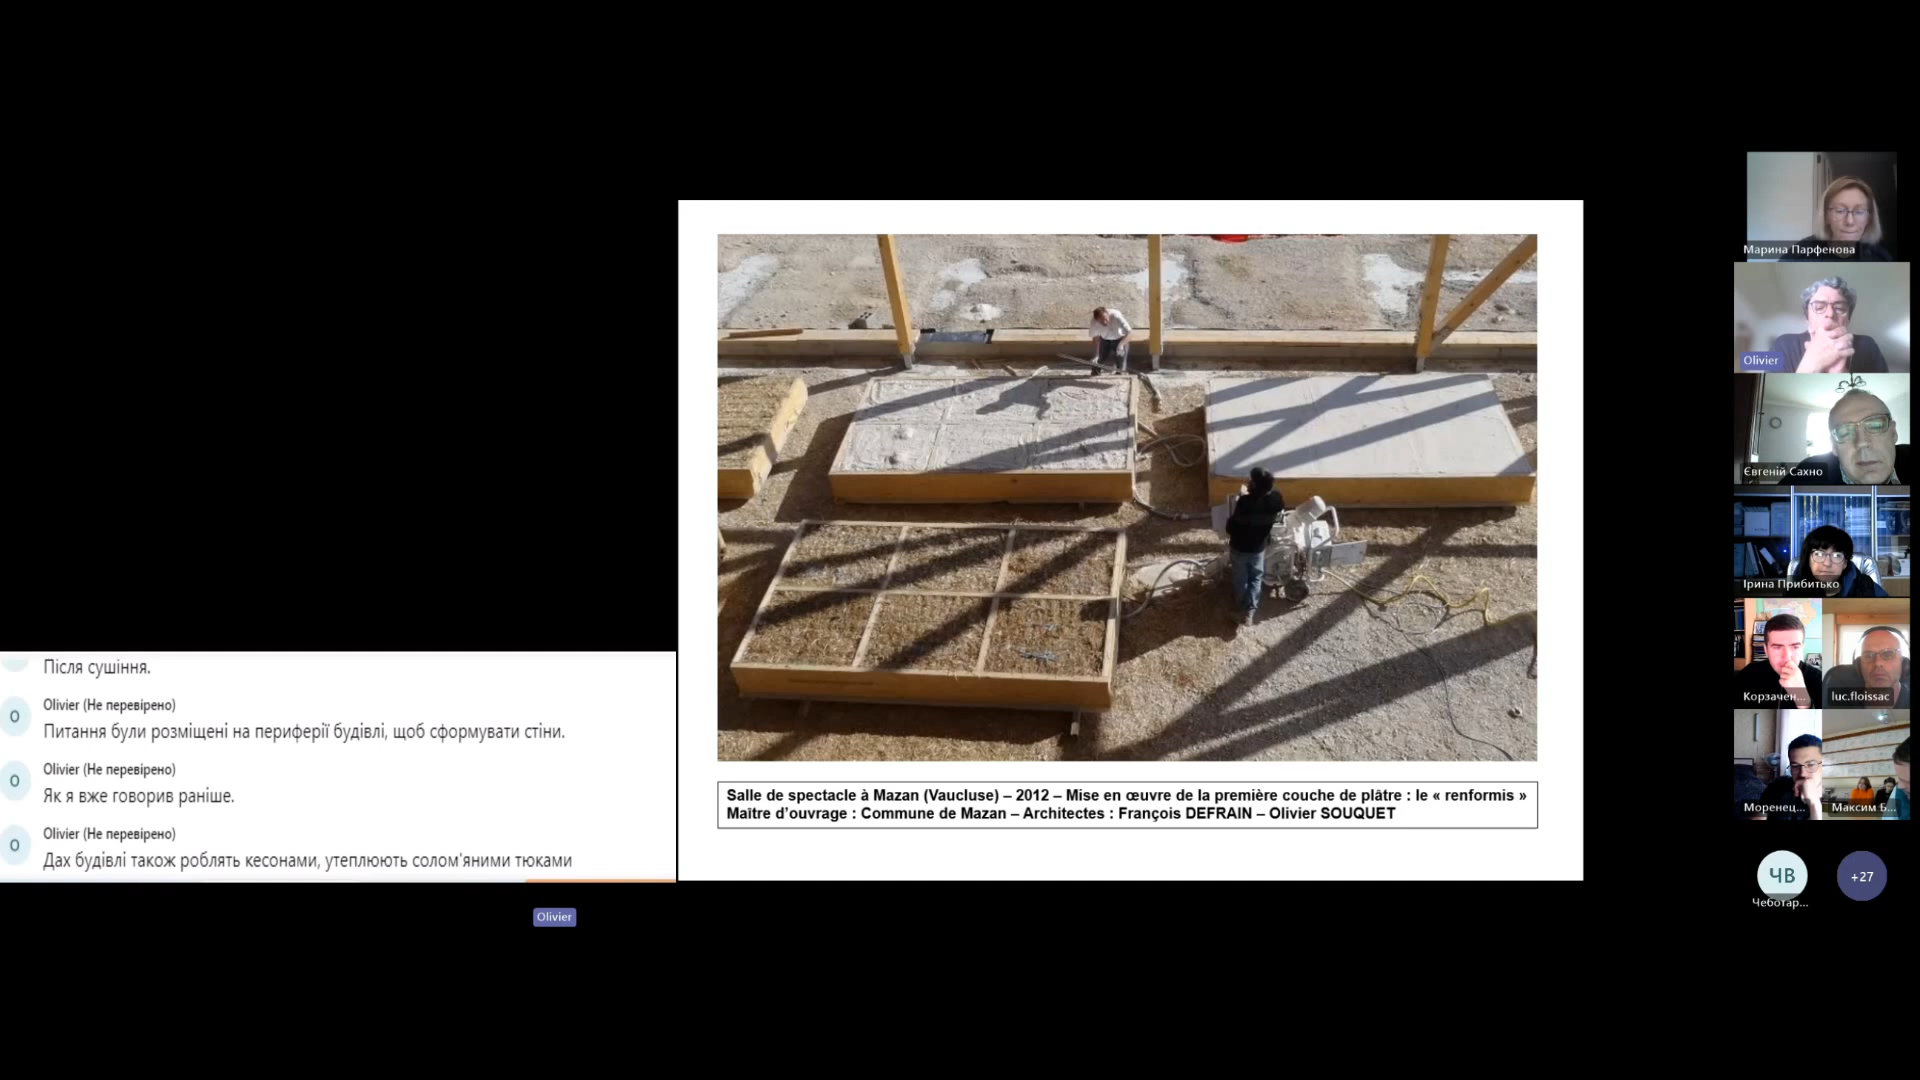 Після сушіння.
O
Olivier (Не перевірено)
Питання були розміщені на периферії будівлі, щоб сформувати стіни.
O
Olivier (Не перевірено)
Як я вже говорив раніше.
O
Olivier (Не перевірено)
Дах будівлі також роблять кесонами, утеплюють солом'яними тюками
Olivier
Salle de spectacle à Mazan (Vaucluse) – 2012 – Mise en œuvre de la première couche de plâtre : le « renformis »
Maître d'ouvrage : Commune de Mazan – Architectes : François DEFRAIN – Olivier SOUQUET
Марина Парфенова
Olivier
Євгеній Сахно
Ірина Прибитько
Корзачен...
luc.floissac
Моренец...
Максим Б...
ЧВ
Чеботар...
+27